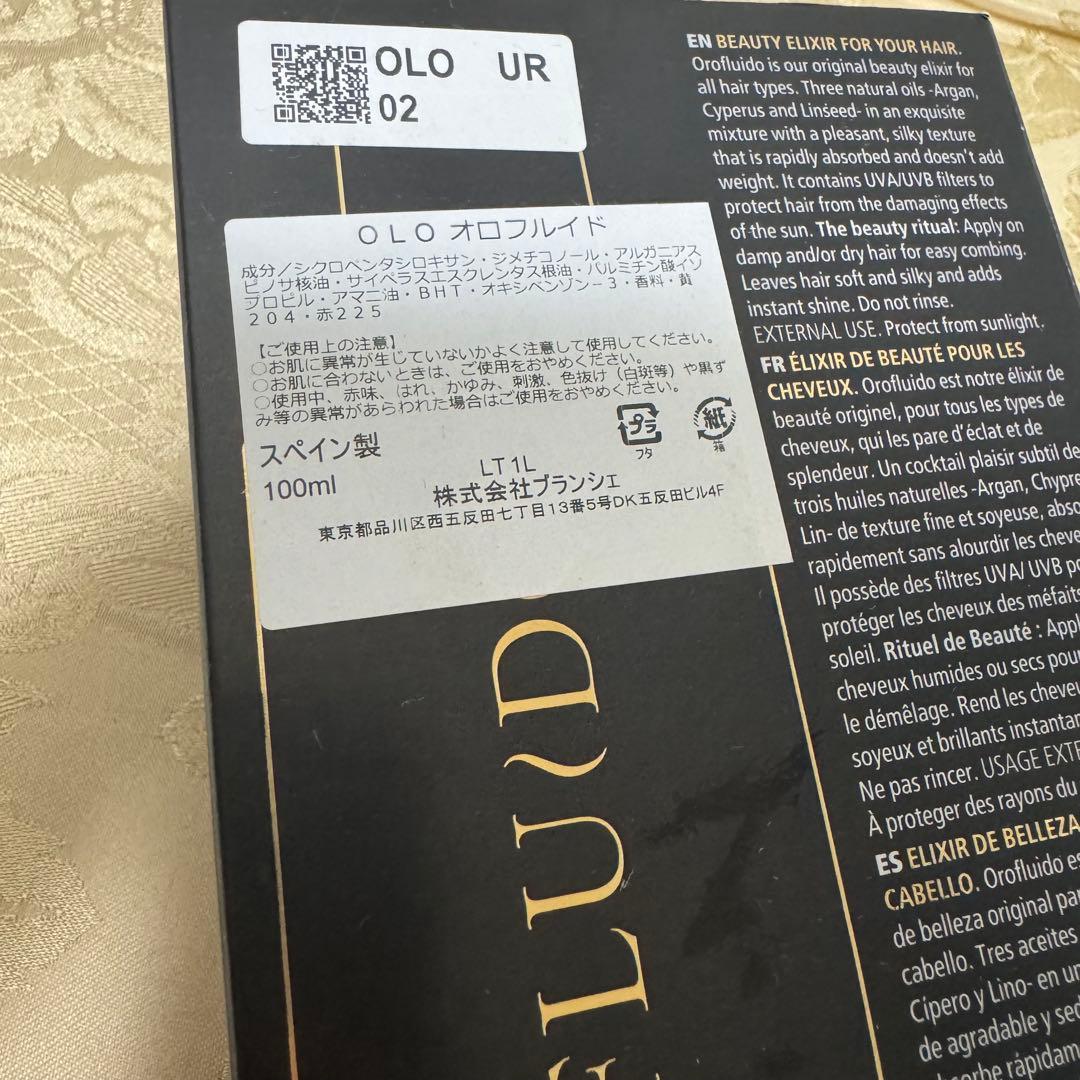 OLO UR
02
OLO オロフルイド
成分/シクロペンタシロキサン・ジメチコノール・アルガニアス
ピノサ核油・サイペラスエスクレンタス根油・パルミチン酸イソ
プロピル・アマニ油・BHT・オキシベンゾン-3・香料・黄
204・赤225
【ご使用上の注意】
○お肌に異常が生じていないかよく注意して使用してください。
○お肌に合わないときは、ご使用をおやめください。
○使用中、赤味、はれ、かゆみ、刺激、色抜け(白斑等)や黒ず
み等の異常があらわれた場合はご使用をおやめください。
スペイン製
100ml
プラ
フタ
紙
箱
LT1L
株式会社ブランシェ
東京都品川区西五反田七丁目13番5号DK五反田ビル4F
FLUIDO
EN BEAUTY ELIXIR FOR YOUR HAIR.
Orofluido is our original beauty elixir for
all hair types. Three natural oils -Argan,
Cyperus and Linseed- in an exquisite
mixture with a pleasant, silky texture
that is rapidly absorbed and doesn't add
weight. It contains UVA/UVB filters to
protect hair from the damaging effects
of the sun. The beauty ritual: Apply on
damp and/or dry hair for easy combing.
Leaves hair soft and silky and adds
instant shine. Do not rinse.
EXTERNAL USE. Protect from sunlight.
FR ÉLIXIR DE BEAUTÉ POUR LES
CHEVEUX. Orofluido est notre élixir de
beauté originel, pour tous les types de
cheveux, qui les pare d'éclat et de
splendeur. Un cocktail plaisir subtil de
trois huiles naturelles -Argan, Chypre
Lin- de texture fine et soyeuse, abso
rapidement sans alourdir les cheve
Il possède des filtres UVA/ UVB po
protéger les cheveux des méfaits
soleil. Rituel de Beauté : Appl
cheveux humides ou secs pour
le démêlage. Rend les cheve
soyeux et brillants instantan
Ne pas rincer. USAGE EXTE
À proteger des rayons du
ES ELIXIR DE BELLEZA
CABELLO. Orofluido es
de belleza original par
cabello. Tres aceites
Cípero y Lino- en un
de agradable y sed
absorbe rápidam